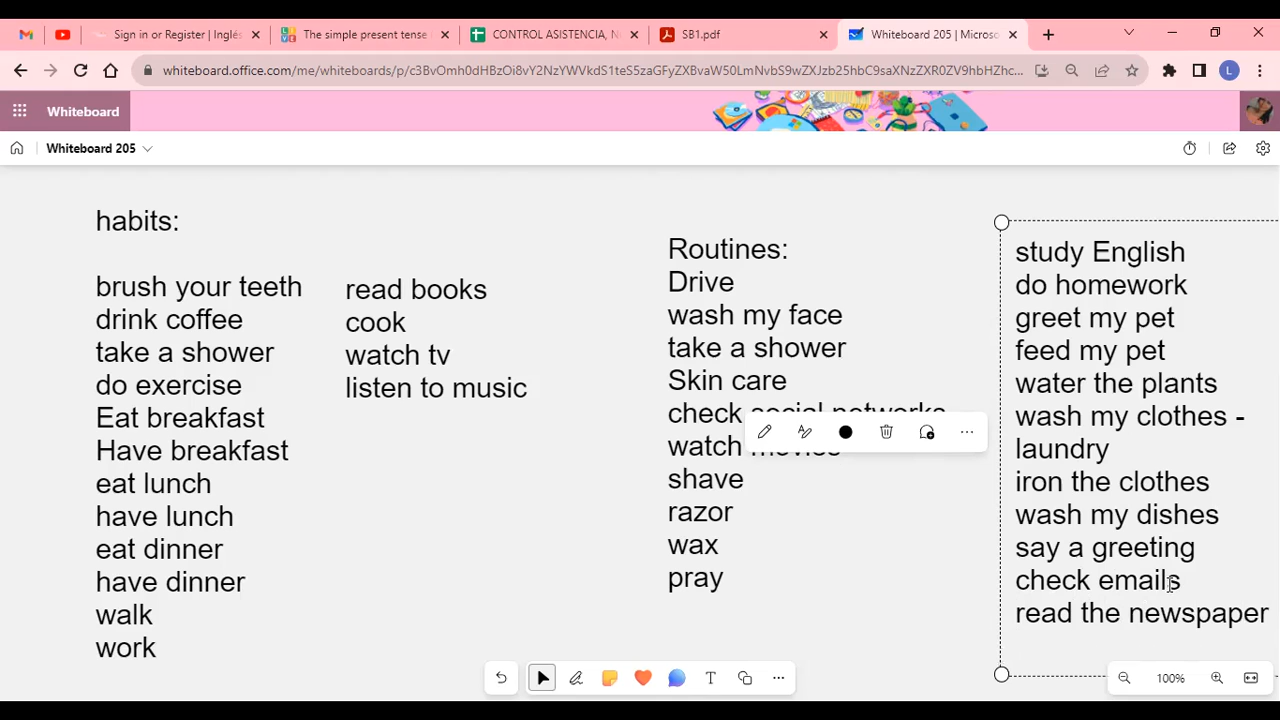 Sign in or Register | Inglés
The simple present tense
CONTROL ASISTENCIA, N
SB1.pdf
Whiteboard 205 | Micros
whiteboard.office.com/me/whiteboards/p/c3BvOmh0dHBzOi8vY2NzYWVkdS1teS5zaGFyZXBvaW50LmNvbS9wZXJzb25hbC9saXNzZXR0ZV9hbHZhc...
L
Whiteboard
Whiteboard 205
habits:
brush your teeth
drink coffee
take a shower
do exercise
Eat breakfast
Have breakfast
eat lunch
have lunch
eat dinner
have dinner
walk
work
read books
cook
watch tv
listen to music
Routines:
Drive
wash my face
take a shower
Skin care
check social networks
watch movies
shave
razor
wax
pray
study English
do homework
greet my pet
feed my pet
water the plants
wash my clothes -
laundry
iron the clothes
wash my dishes
say a greeting
check emails
read the newspaper
T
100%